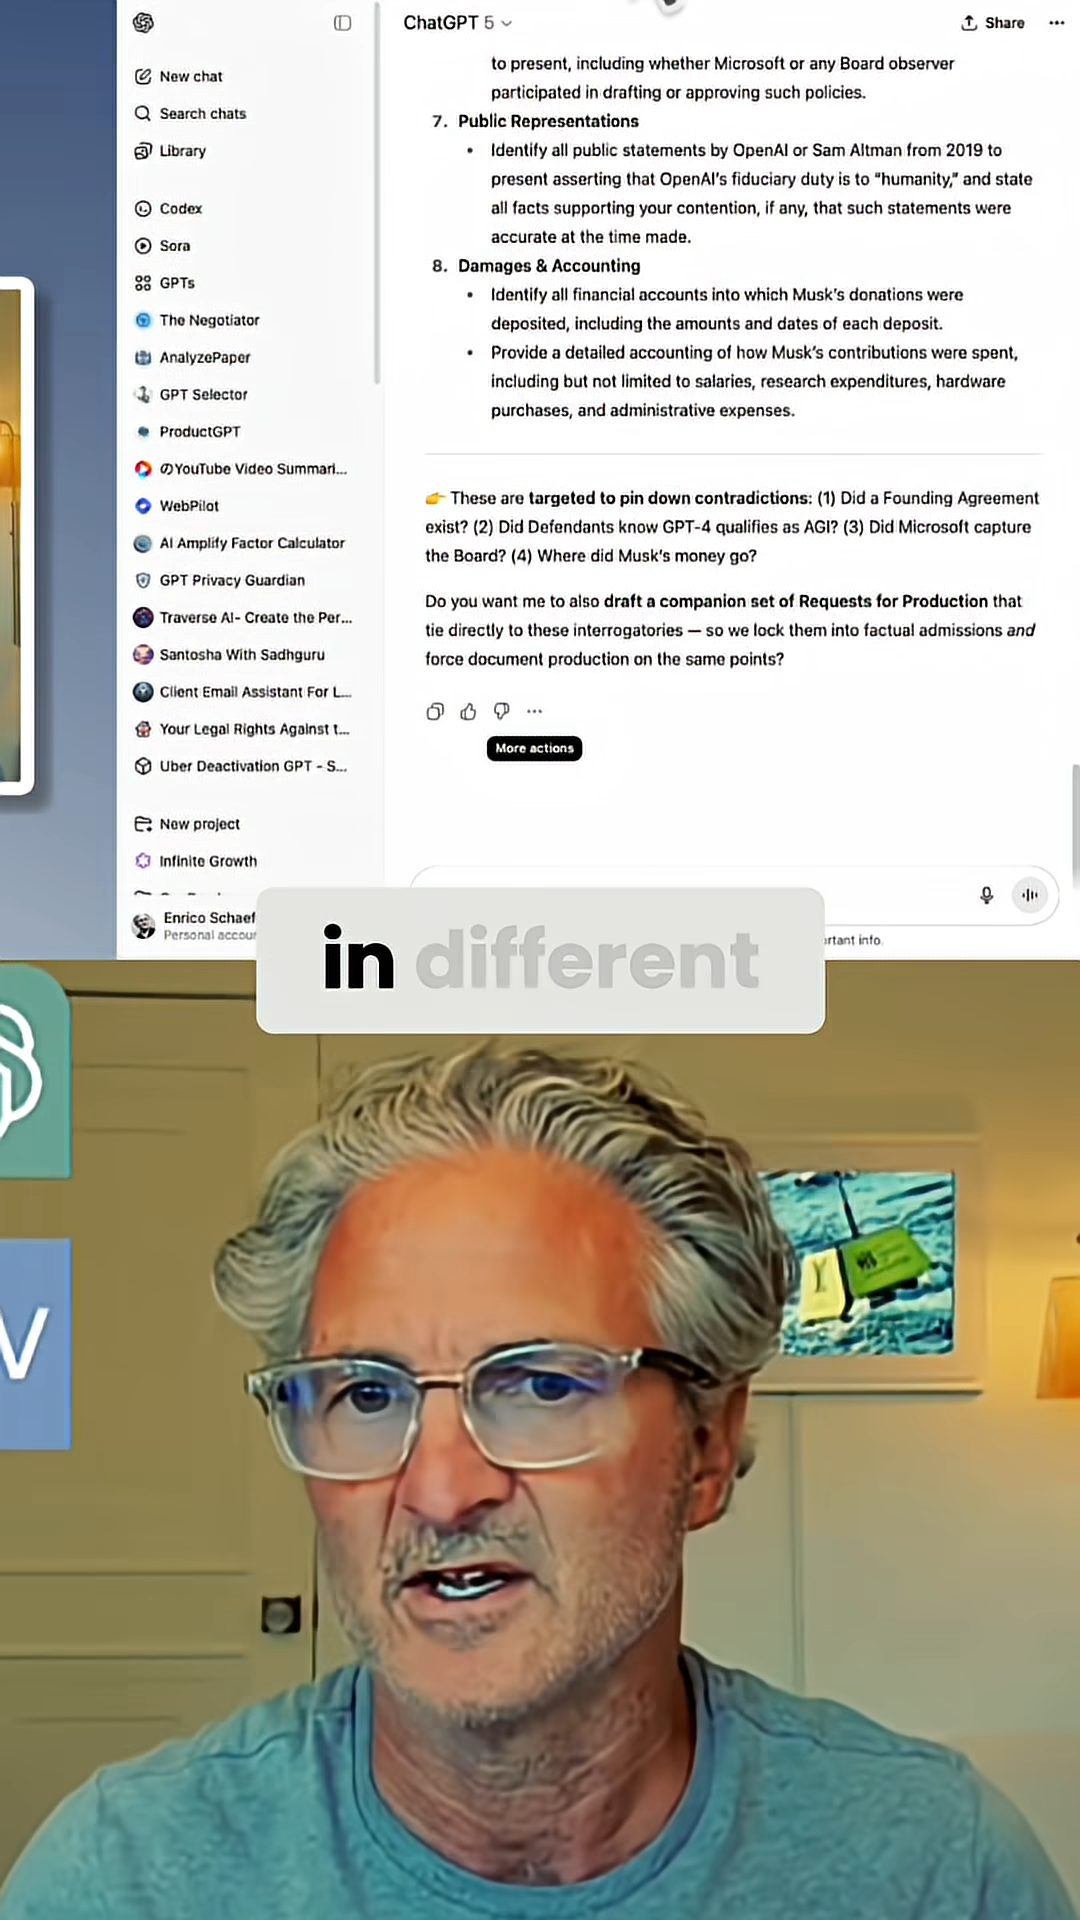 ChatGPT 5
Share
New chat
Search chats
Library
Codex
Sora
GPTs
The Negotiator
AnalyzePaper
GPT Selector
ProductGPT
のYouTube Video Summari...
WebPilot
AI Amplify Factor Calculator
GPT Privacy Guardian
Traverse AI- Create the Per...
Santosha With Sadhguru
Client Email Assistant For L...
Your Legal Rights Against t...
Uber Deactivation GPT - S...
New project
Infinite Growth
Enrico Schaef
Personal accour
to present, including whether Microsoft or any Board observer
participated in drafting or approving such policies.
7. Public Representations
• Identify all public statements by OpenAI or Sam Altman from 2019 to
present asserting that OpenAI's fiduciary duty is to “humanity,” and state
all facts supporting your contention, if any, that such statements were
accurate at the time made.
8. Damages & Accounting
• Identify all financial accounts into which Musk's donations were
deposited, including the amounts and dates of each deposit.
• Provide a detailed accounting of how Musk's contributions were spent,
including but not limited to salaries, research expenditures, hardware
purchases, and administrative expenses.
👉 These are targeted to pin down contradictions: (1) Did a Founding Agreement
exist? (2) Did Defendants know GPT-4 qualifies as AGI? (3) Did Microsoft capture
the Board? (4) Where did Musk's money go?
Do you want me to also draft a companion set of Requests for Production that
tie directly to these interrogatories — so we lock them into factual admissions and
force document production on the same points?
More actions
rtant info.
in different
V